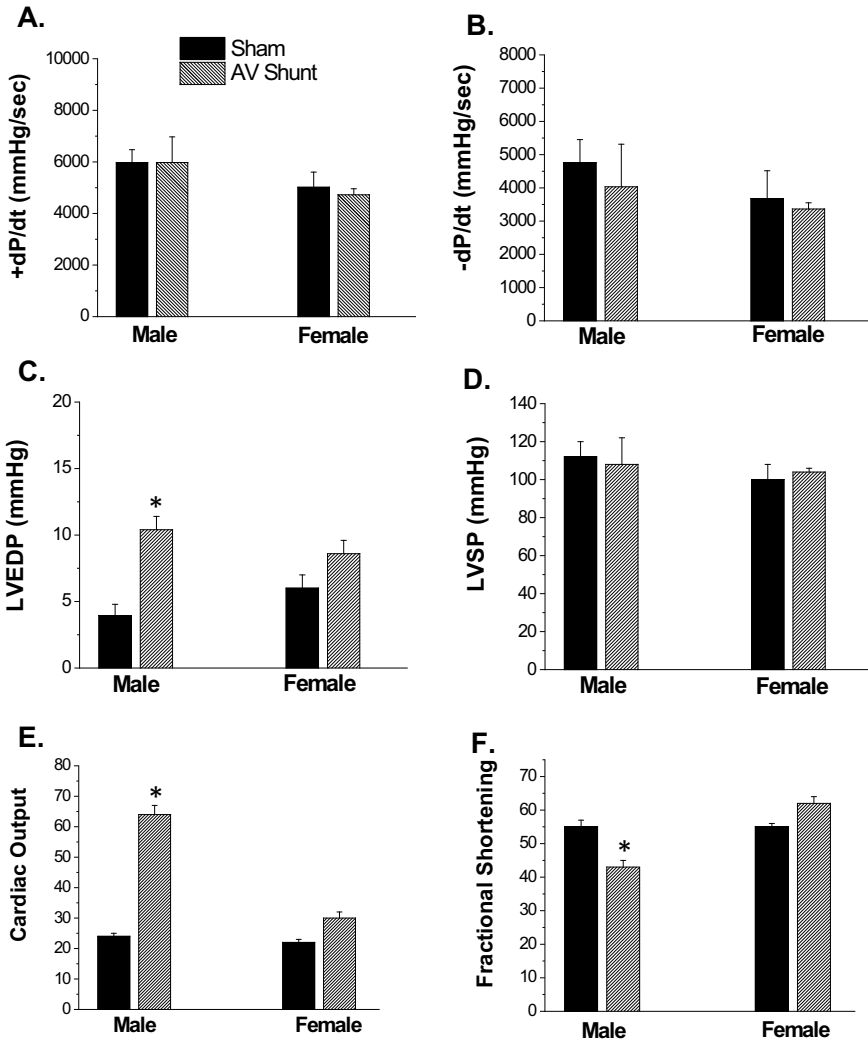 A.
Sham
AV Shunt
10000
8000
6000
4000
2000
0
+dP/dt (mmHg/sec)
Male Female
B.
8000
7000
6000
5000
4000
3000
2000
1000
0
-dP/dt (mmHg/sec)
Male Female
C.
20
15
10
5
0
LVEDP (mmHg)
*
Male Female
D.
140
120
100
80
60
40
20
0
LVSP (mmHg)
Male Female
E.
80
70
60
50
40
30
20
10
0
Cardiac Output
*
Male Female
F.
70
60
50
40
30
20
10
0
Fractional Shortening
*
Male Female